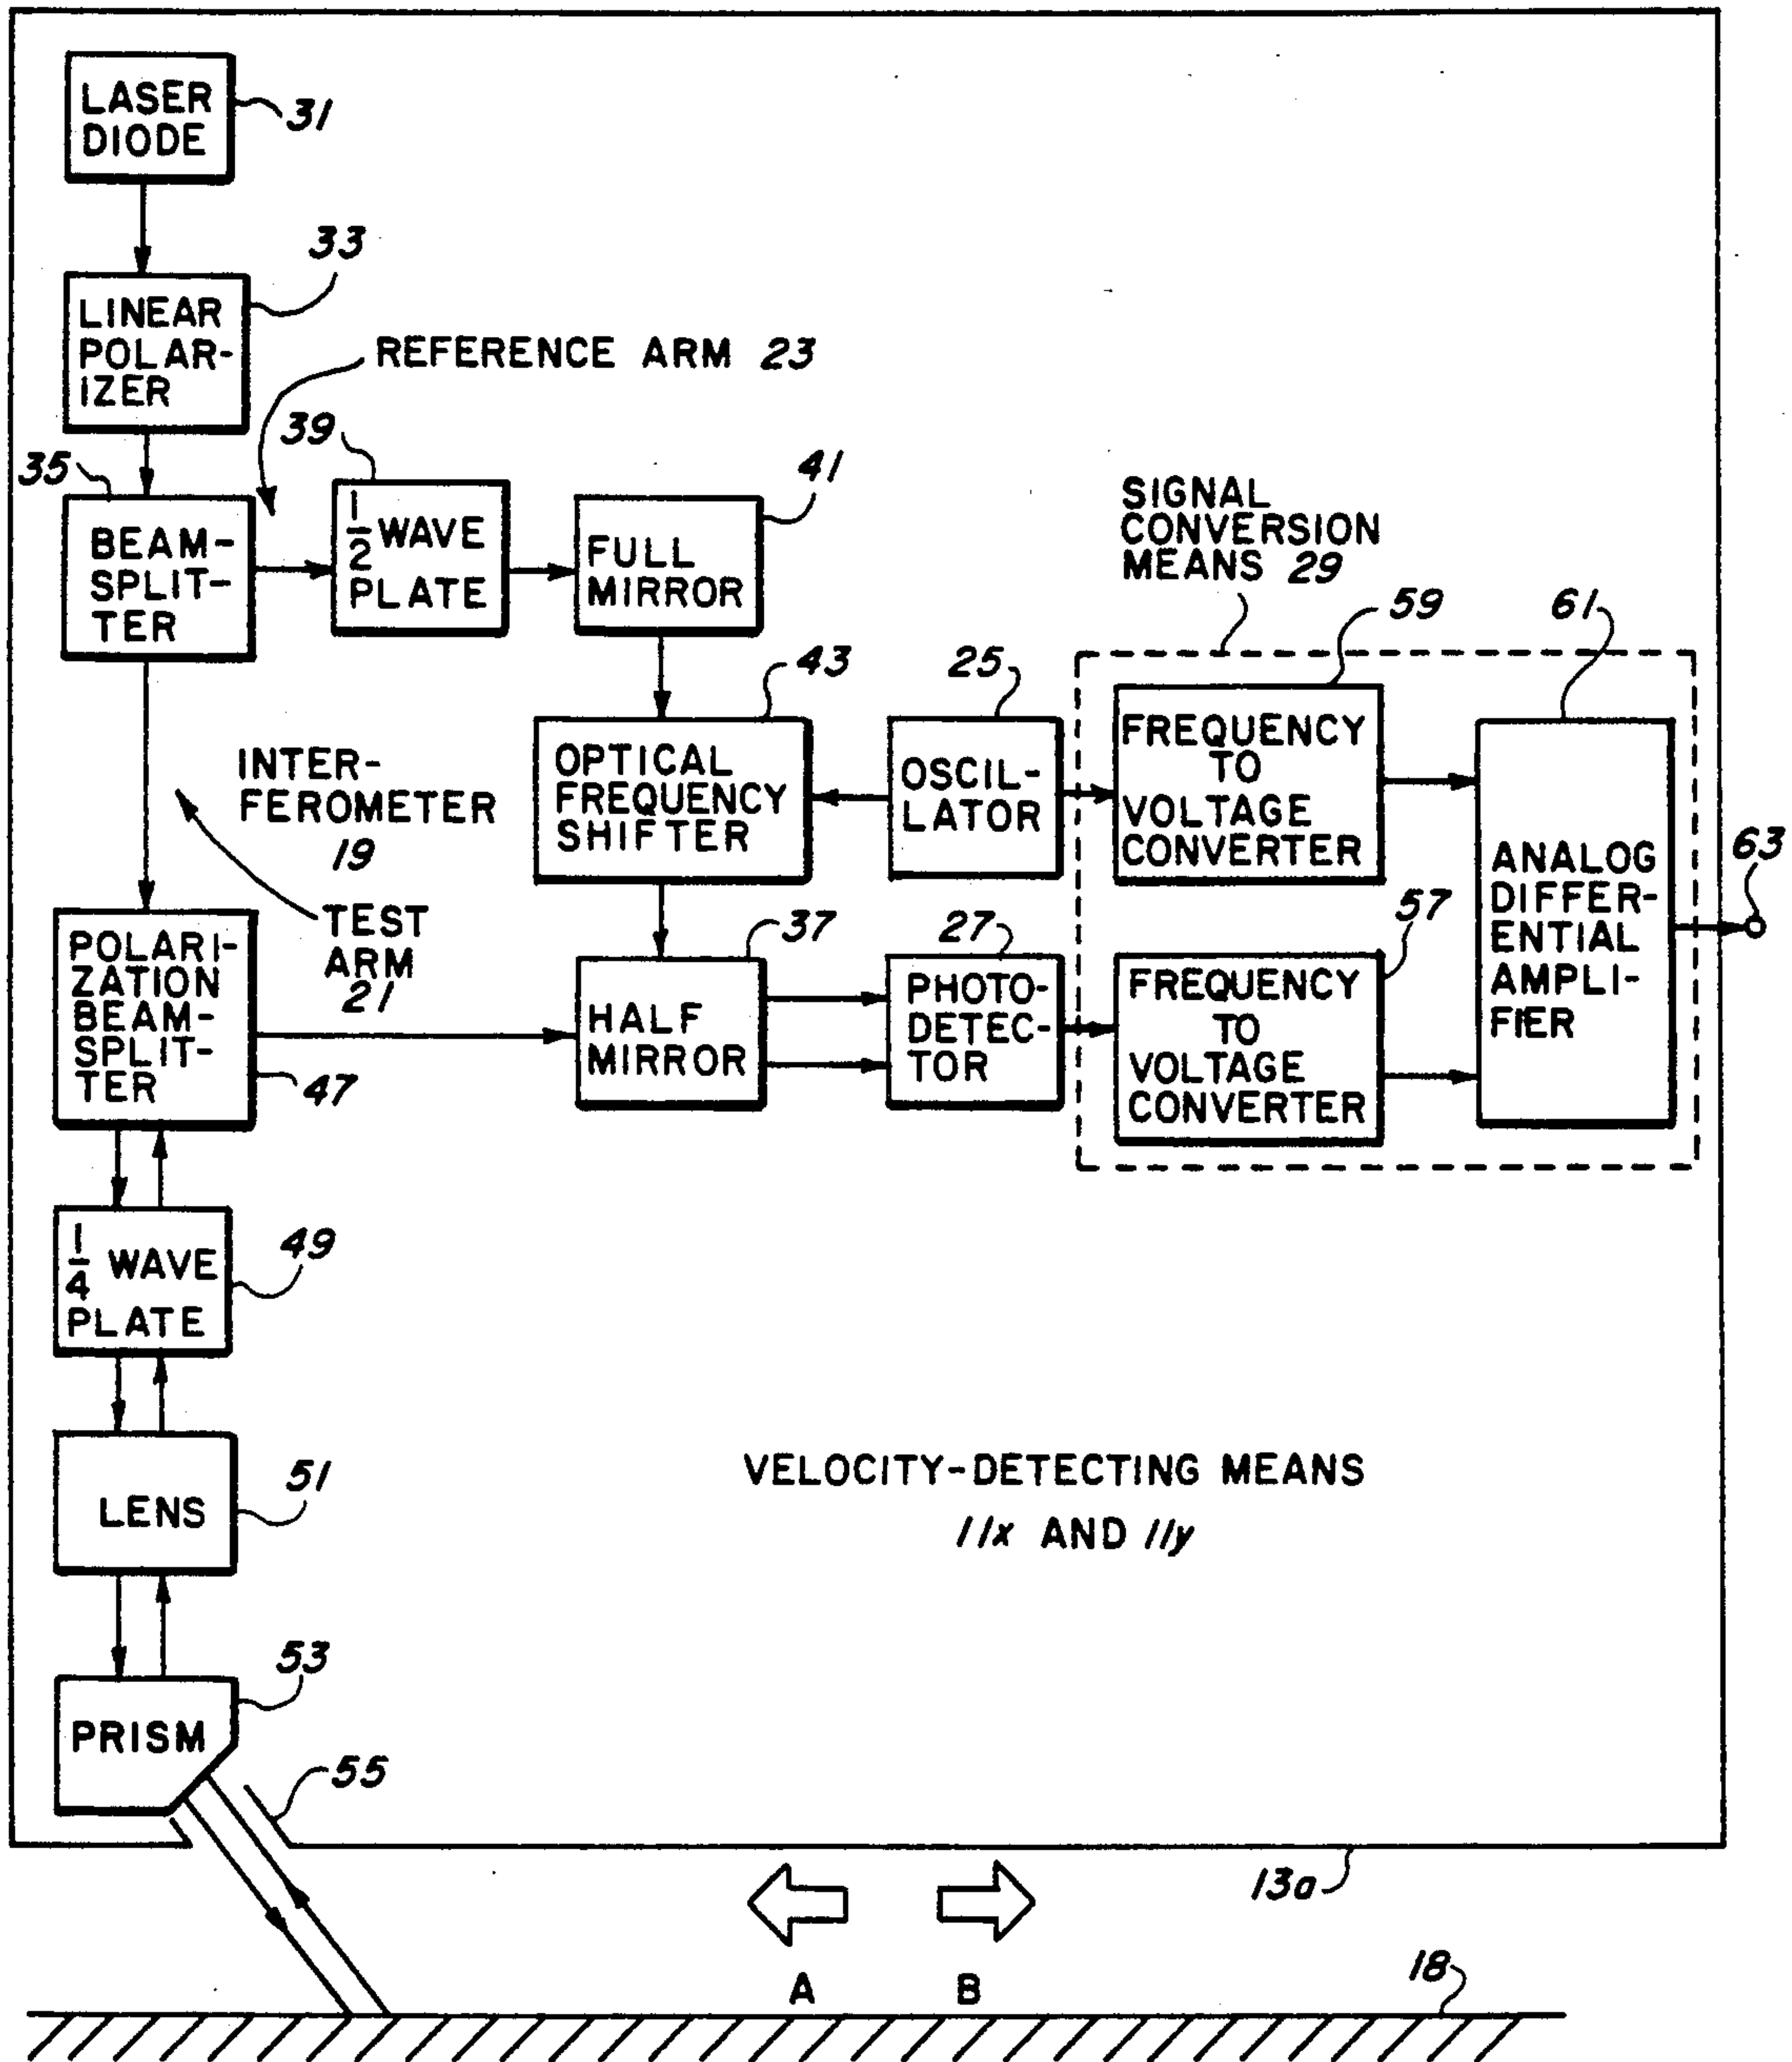 LASER
DIODE
31
33
LINEAR
POLAR-
IZER
REFERENCE ARM 23
39
35
41
BEAM-
SPLIT-
TER
1/2 WAVE
PLATE
FULL
MIRROR
SIGNAL
CONVERSION
MEANS 29
59
61
43
25
INTER-
FEROMETER
19
OPTICAL
FREQUENCY
SHIFTER
OSCIL-
LATOR
FREQUENCY
TO
VOLTAGE
CONVERTER
ANALOG
DIFFER-
ENTIAL
AMPLI-
FIER
63
TEST
ARM
21
37
27
57
POLARI-
ZATION
BEAM-
SPLIT-
TER
47
HALF
MIRROR
PHOTO-
DETEC-
TOR
FREQUENCY
TO
VOLTAGE
CONVERTER
1/4 WAVE
PLATE
49
LENS
51
VELOCITY-DETECTING MEANS
11x AND 11y
PRISM
53
55
13a
A B
18